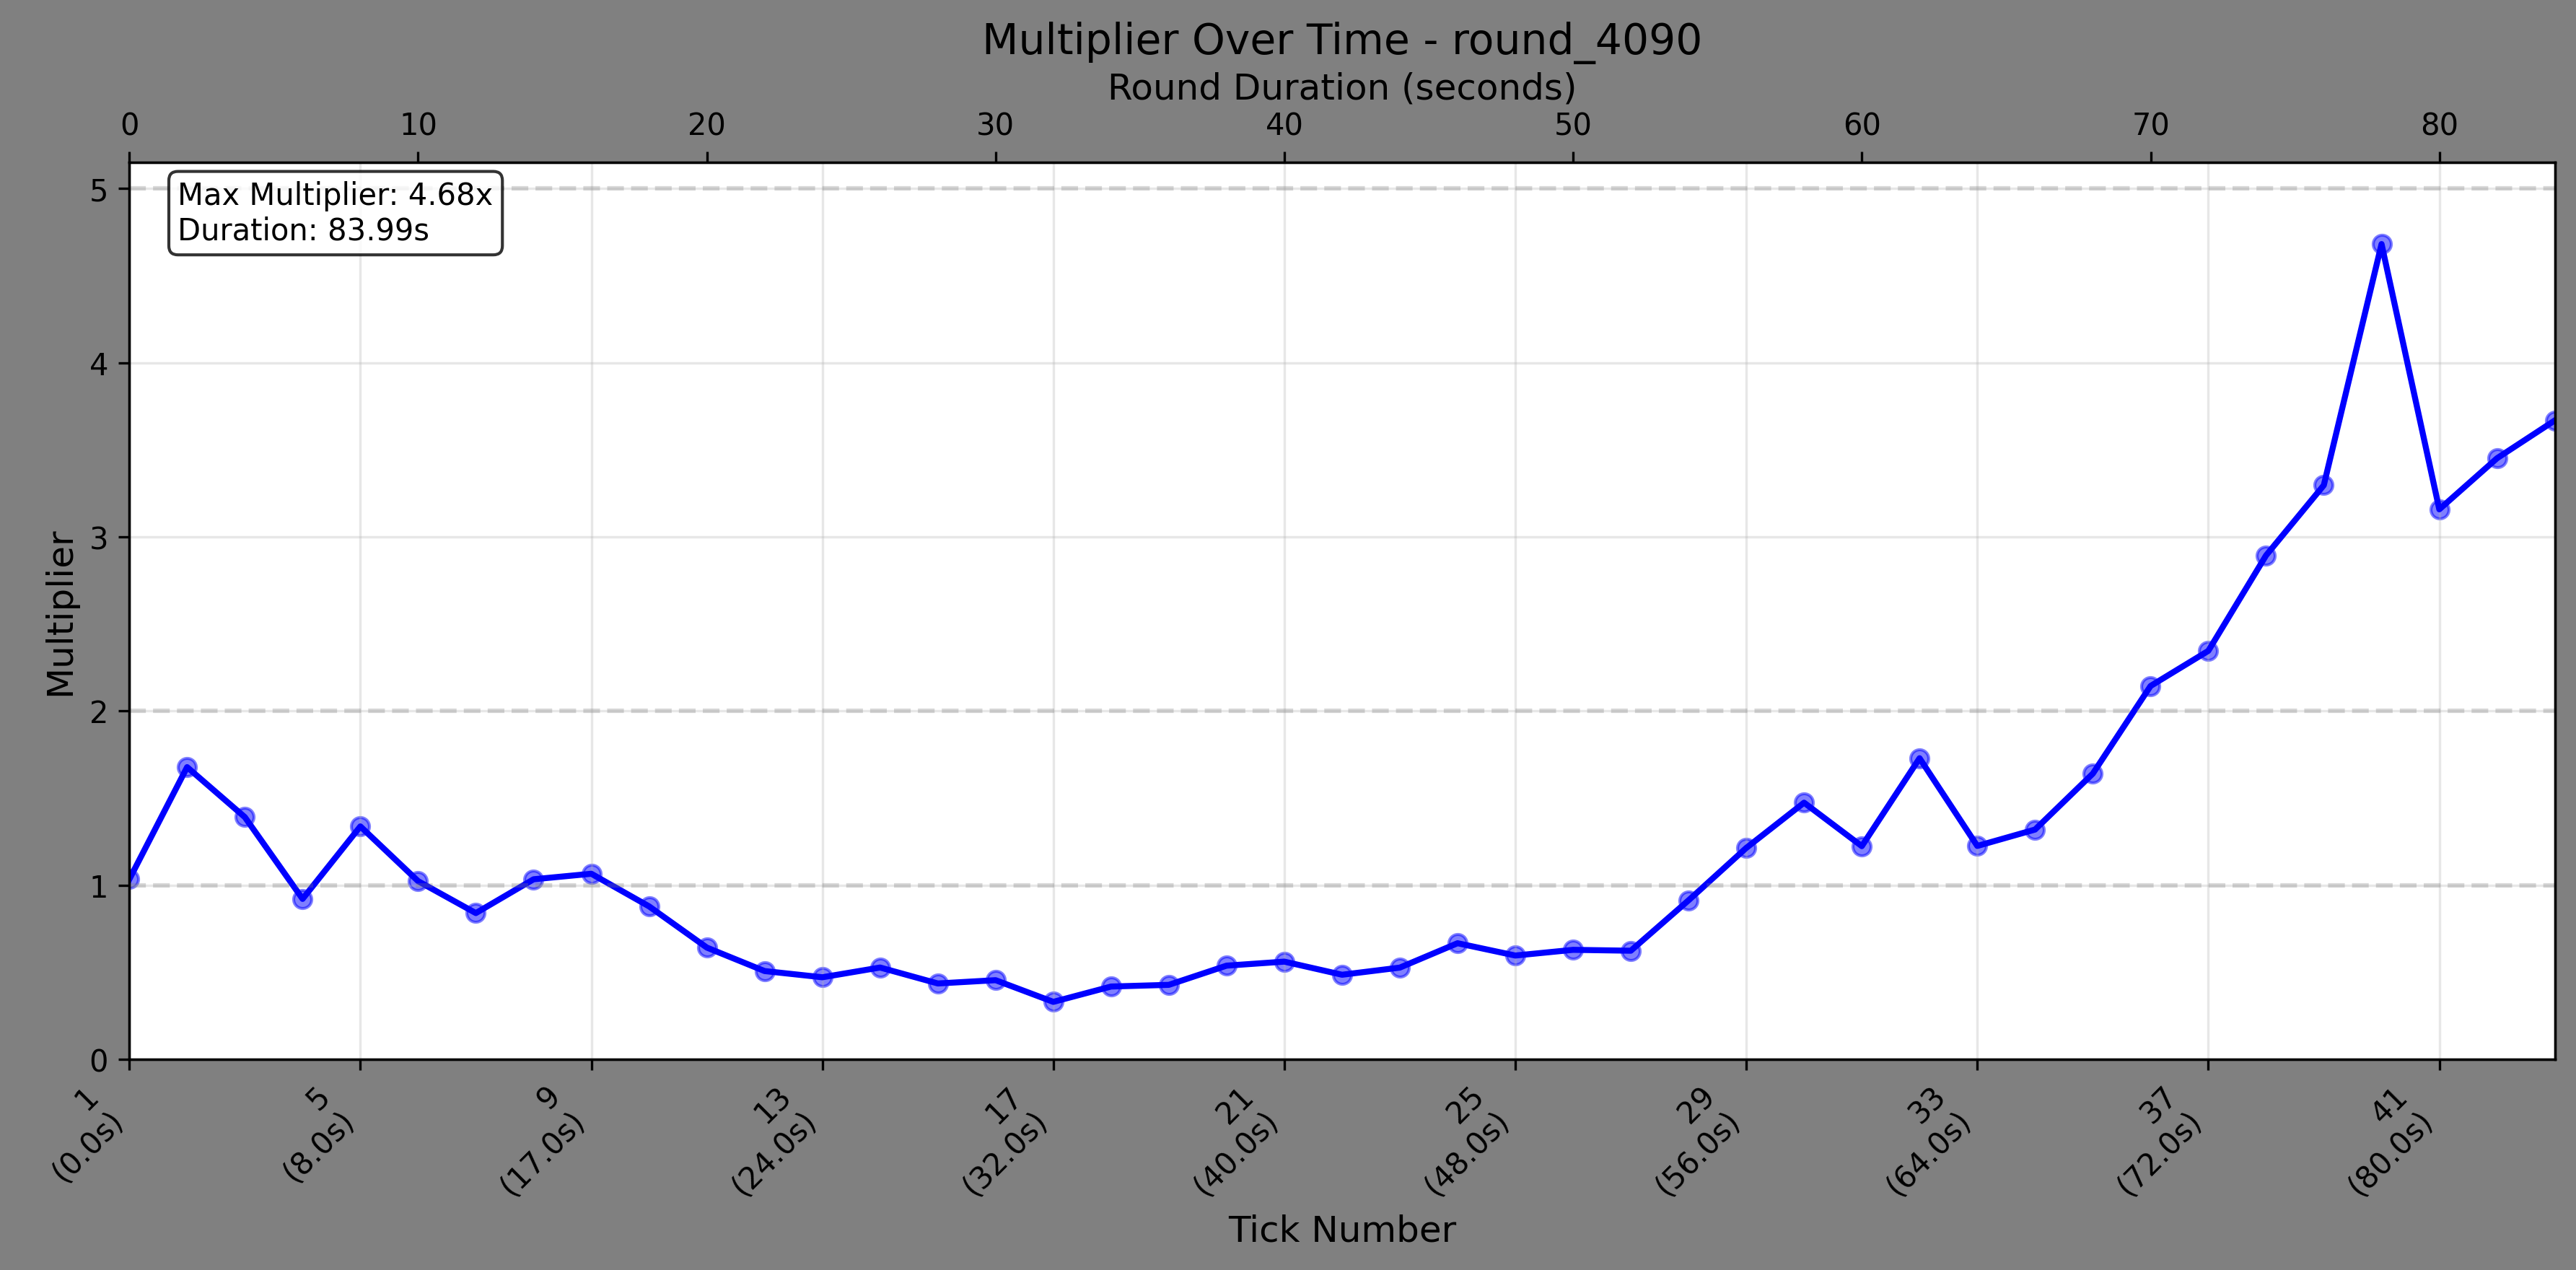 Multiplier Over Time - round_4090
Round Duration (seconds)
0 10 20 30 40 50 60 70 80
Max Multiplier: 4.68x
Duration: 83.99s
Multiplier
5
4
3
2
1
0
1
(0.0s)
5
(8.0s)
9
(17.0s)
13
(24.0s)
17
(32.0s)
21
(40.0s)
25
(48.0s)
29
(56.0s)
33
(64.0s)
37
(72.0s)
41
(80.0s)
Tick Number